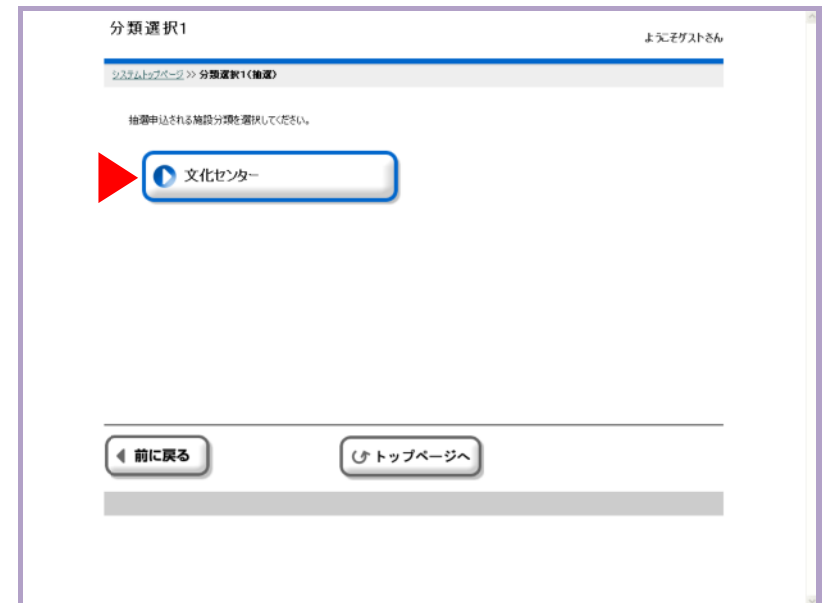 分類選択1
ようこそゲストさん
システムトップページ >> 分類選択1(抽選)
抽選申込される施設分類を選択してください。
文化センター
前に戻る
トップページへ